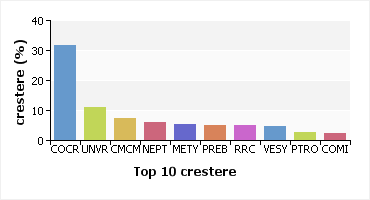 40
30
20
10
0
crestere (%)
COCR UNVR CMCM NEPT METY PREB RRC VESY PTRO COMI
Top 10 crestere